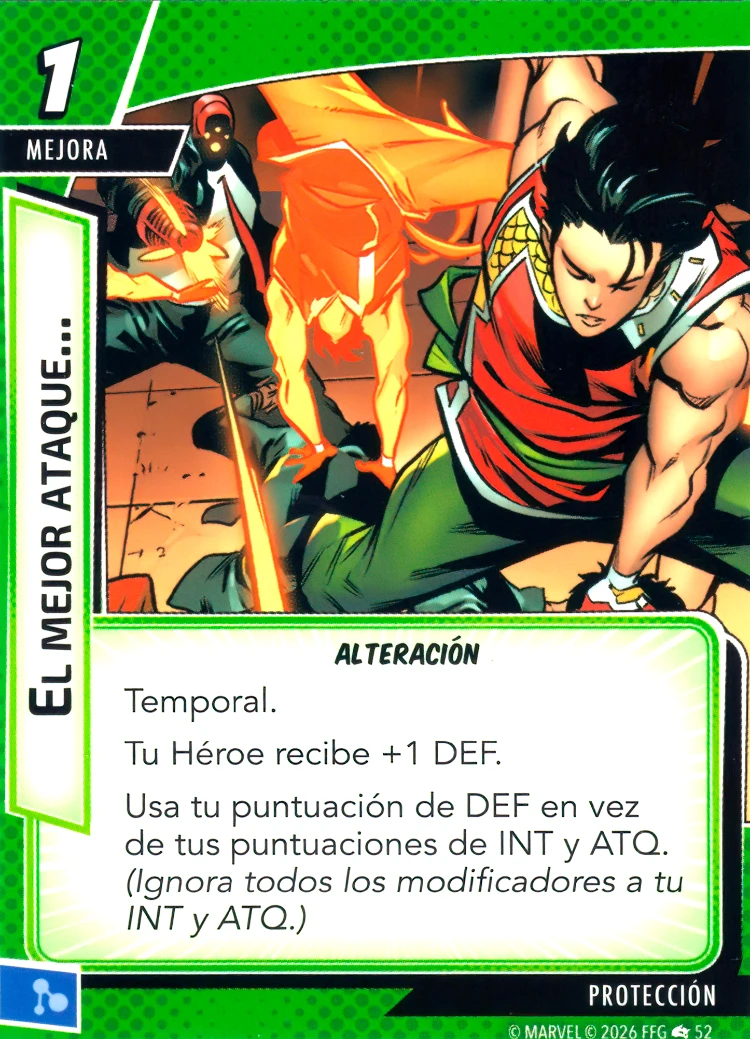 1
MEJORA
EL MEJOR ATAQUE...
ALTERACIÓN
Temporal.
Tu Héroe recibe +1 DEF.
Usa tu puntuación de DEF en vez
de tus puntuaciones de INT y ATQ.
(Ignora todos los modificadores a tu
INT y ATQ.)
PROTECCIÓN
© MARVEL © 2026 FFG 52